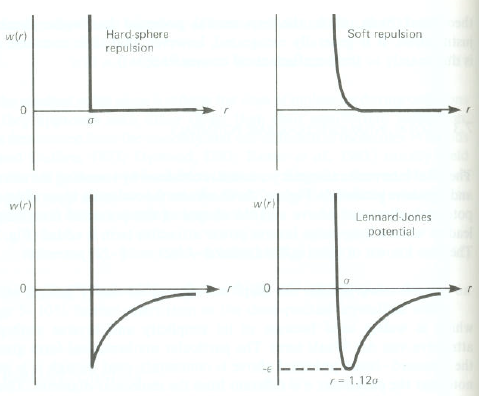 w(r)
Hard-sphere
repulsion
0
σ
r
Soft repulsion
r
w(r)
0
r
w(r)
Lennard-Jones
potential
0
σ
r
-ϵ
r = 1.12σ